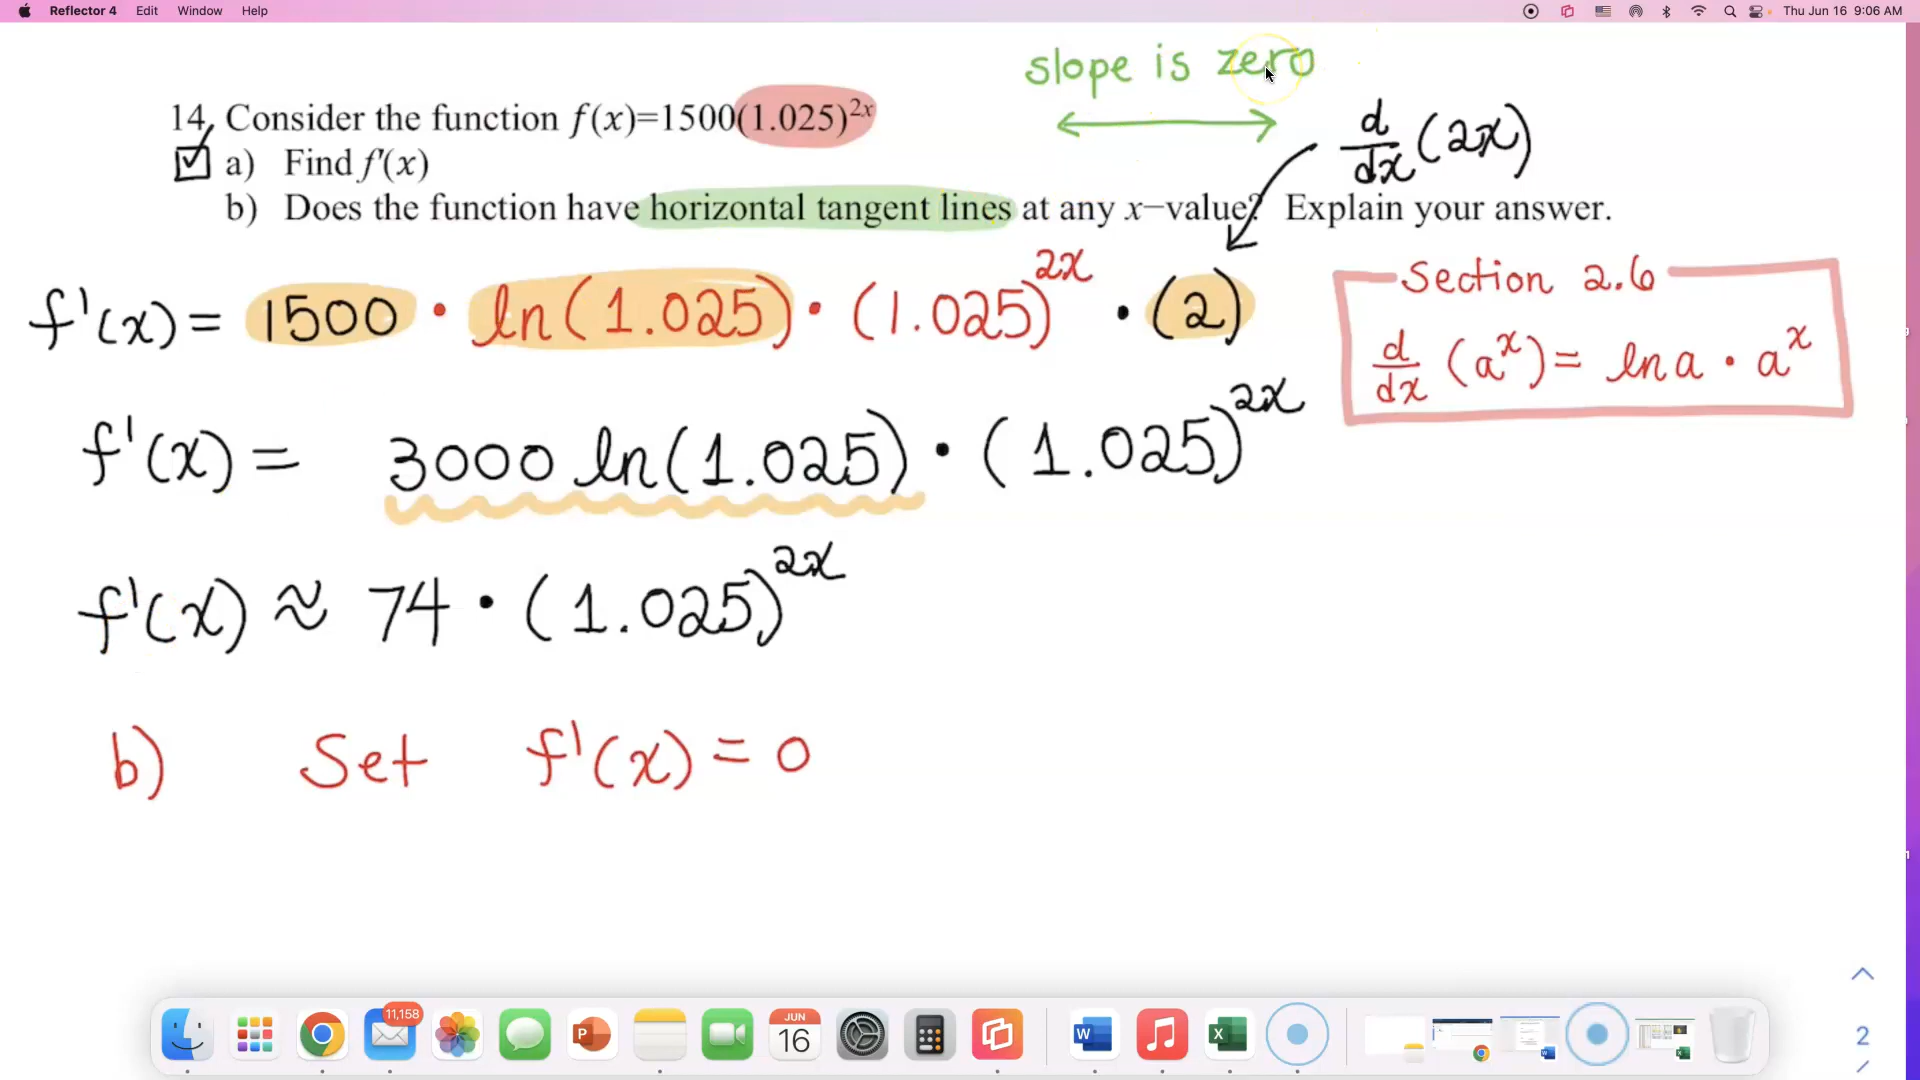 Reflector 4 Edit Window Help Thu Jun 16 9:06 AM
slope is zero
14. Consider the function f(x)=1500(1.025)^{2x}
a) Find f'(x)
d/dx (2x)
b) Does the function have horizontal tangent lines at any x−value? Explain your answer.
f'(x) = 1500 · ln(1.025) · (1.025)^{2x} · (2)
Section 2.6
d/dx (a^x) = ln a · a^x
f'(x) = 3000 ln(1.025) · (1.025)^{2x}
f'(x) ≈ 74 · (1.025)^{2x}
b) Set f'(x) = 0
11,158
JUN
16
2